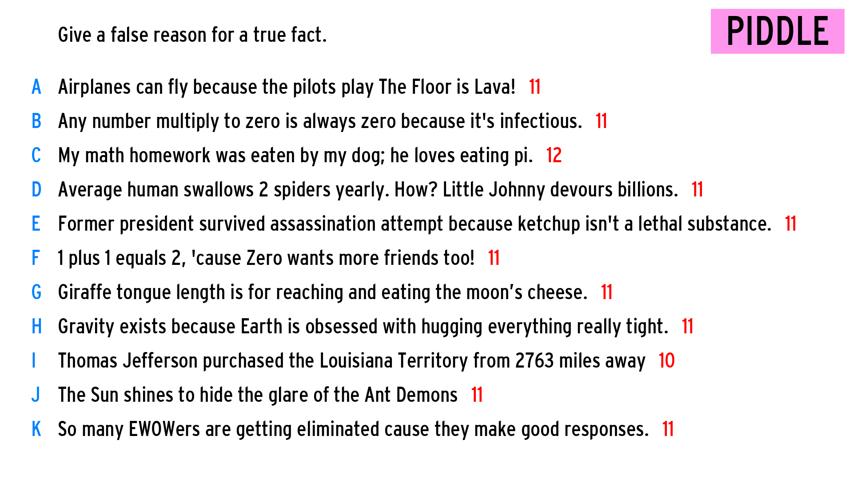 Give a false reason for a true fact.
PIDDLE
A Airplanes can fly because the pilots play The Floor is Lava! 11
B Any number multiply to zero is always zero because it's infectious. 11
C My math homework was eaten by my dog; he loves eating pi. 12
D Average human swallows 2 spiders yearly. How? Little Johnny devours billions. 11
E Former president survived assassination attempt because ketchup isn't a lethal substance. 11
F 1 plus 1 equals 2, 'cause Zero wants more friends too! 11
G Giraffe tongue length is for reaching and eating the moon’s cheese. 11
H Gravity exists because Earth is obsessed with hugging everything really tight. 11
I Thomas Jefferson purchased the Louisiana Territory from 2763 miles away 10
J The Sun shines to hide the glare of the Ant Demons 11
K So many EWOWers are getting eliminated cause they make good responses. 11